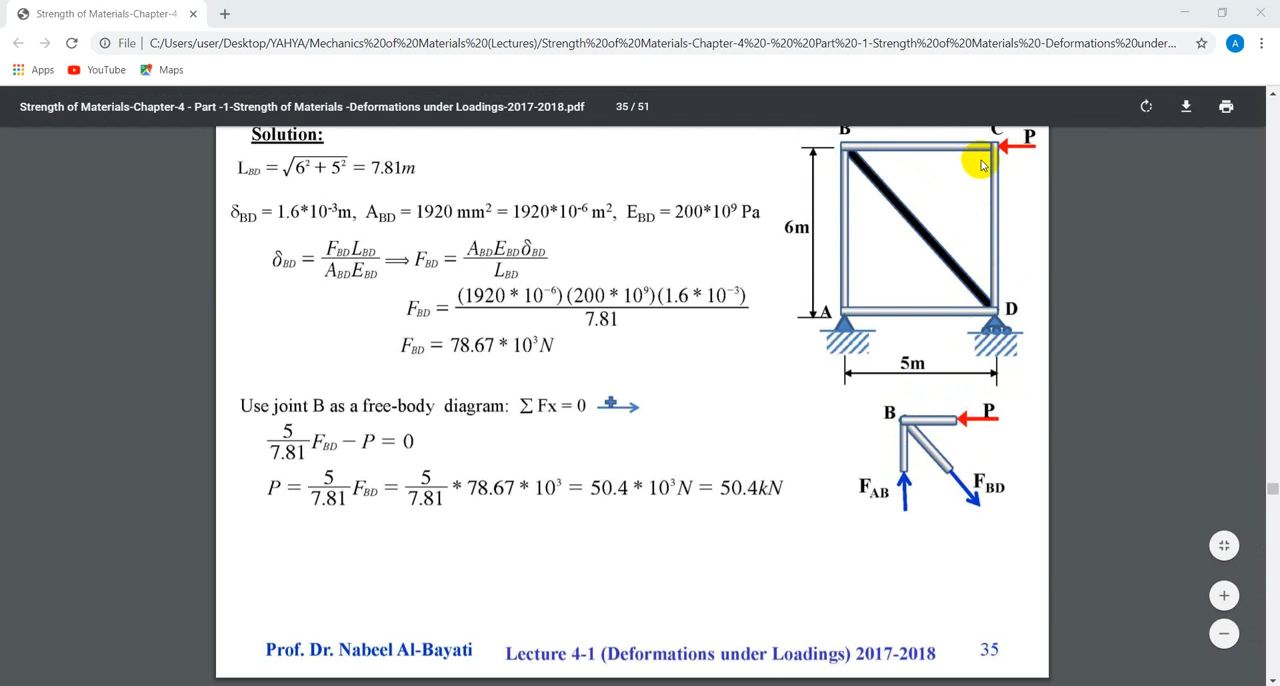 Strength of Materials-Chapter-4
File
C:/Users/user/Desktop/YAHYA/Mechanics%20of%20Materials%20(Lectures)/Strength%20of%20Materials-Chapter-4%20-%20%20Part%20-1-Strength%20of%20Materials%20-Deformations%20under...
A
Apps
YouTube
Maps
Strength of Materials-Chapter-4 - Part -1-Strength of Materials -Deformations under Loadings-2017-2018.pdf
35 / 51
Solution:
L_BD = √(6² + 5²) = 7.81m
δ_BD = 1.6*10⁻³m, A_BD = 1920 mm² = 1920*10⁻⁶ m², E_BD = 200*10⁹ Pa
δ_BD = F_BD L_BD / A_BD E_BD ⟹ F_BD = A_BD E_BD δ_BD / L_BD
F_BD = (1920 * 10⁻⁶)(200 * 10⁹)(1.6 * 10⁻³) / 7.81
F_BD = 78.67 * 10³ N
Use joint B as a free-body diagram: Σ Fx = 0
5/7.81 F_BD − P = 0
P = 5/7.81 F_BD = 5/7.81 * 78.67 * 10³ = 50.4 * 10³ N = 50.4kN
B
C
P
6m
A
D
5m
B
P
F_AB
F_BD
Prof. Dr. Nabeel Al-Bayati
Lecture 4-1 (Deformations under Loadings) 2017-2018
35